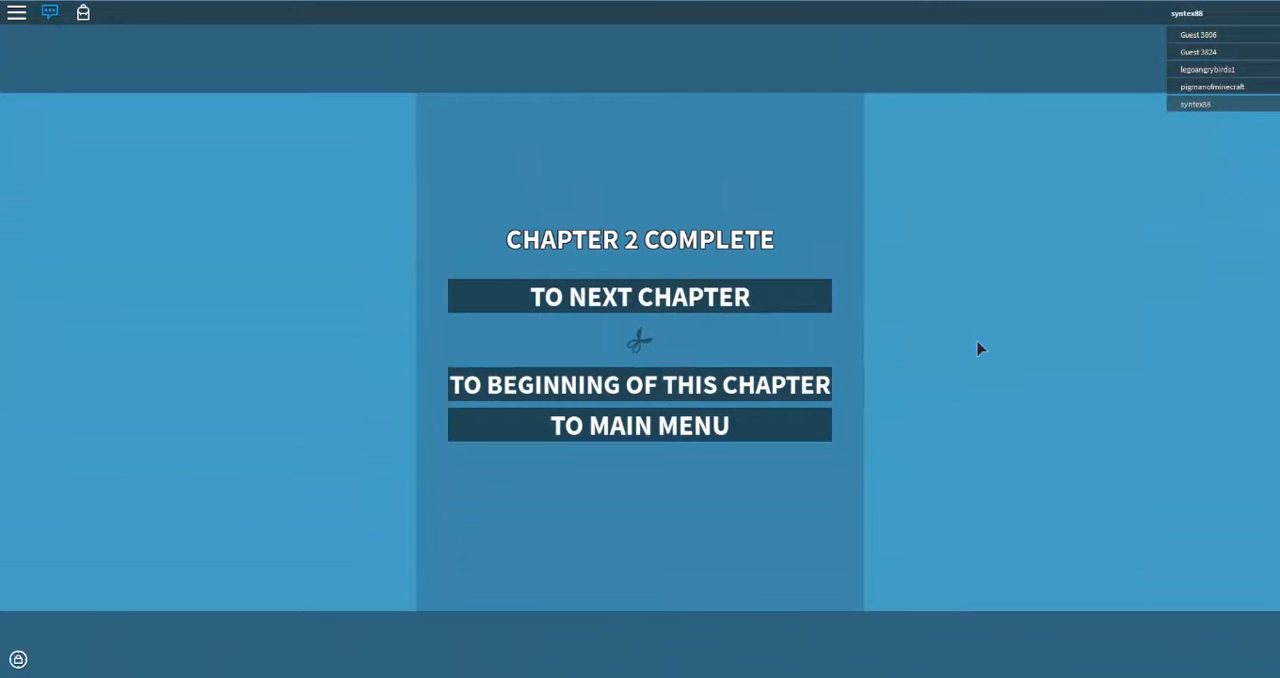 syntex88
Guest 3806
Guest 3824
legoangrybirds1
pigmanofminecraft
syntex88
CHAPTER 2 COMPLETE
TO NEXT CHAPTER
TO BEGINNING OF THIS CHAPTER
TO MAIN MENU